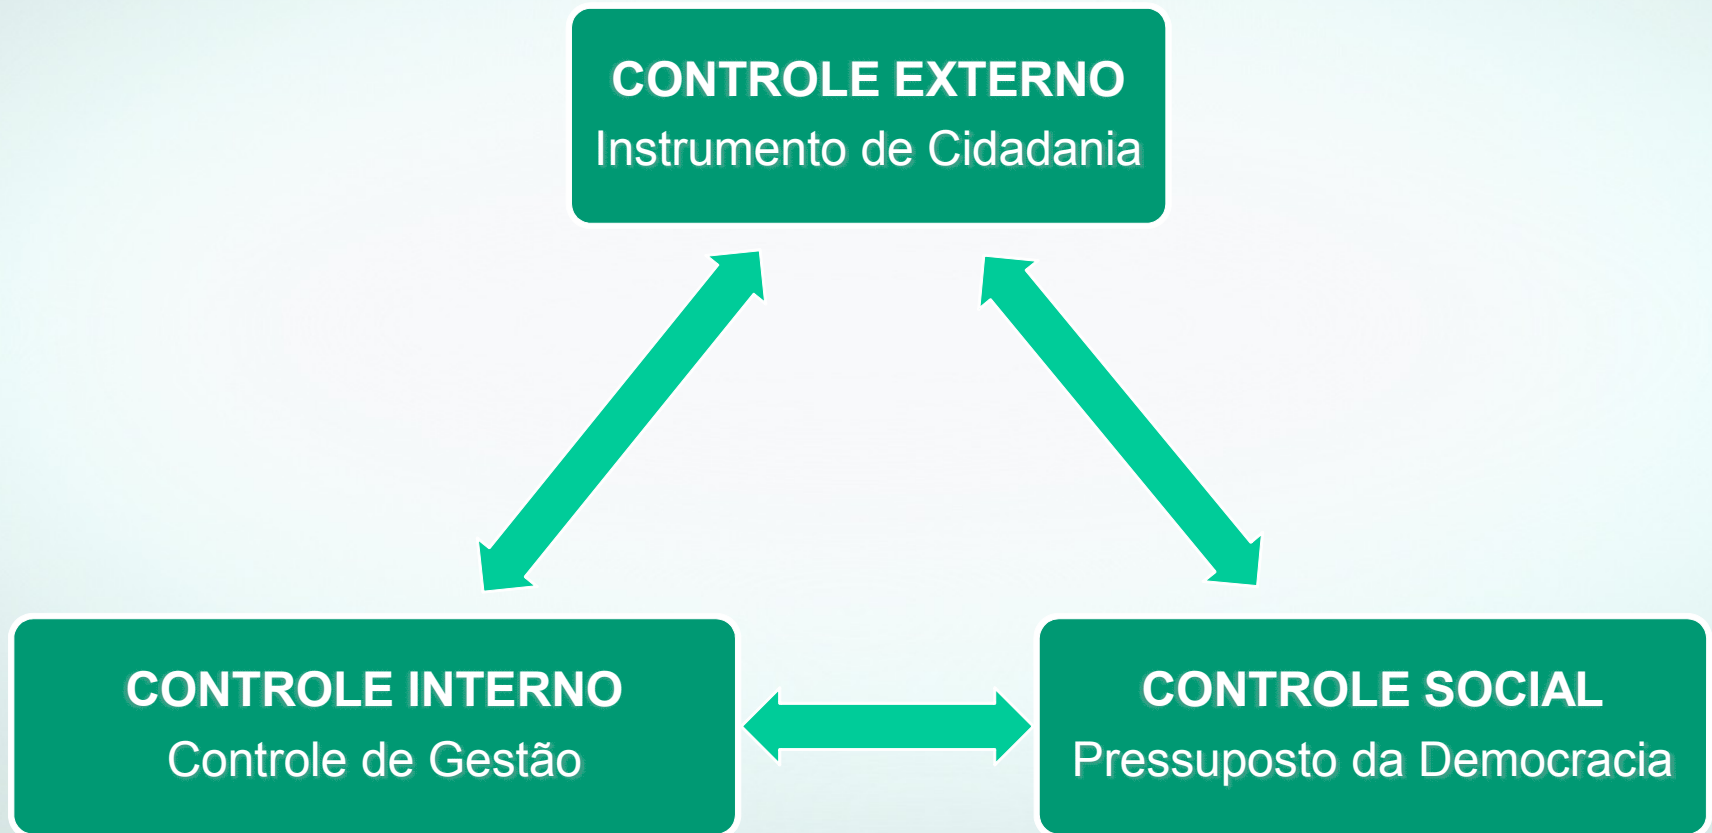 CONTROLE EXTERNO
Instrumento de Cidadania
CONTROLE INTERNO
Controle de Gestão
CONTROLE SOCIAL
Pressuposto da Democracia